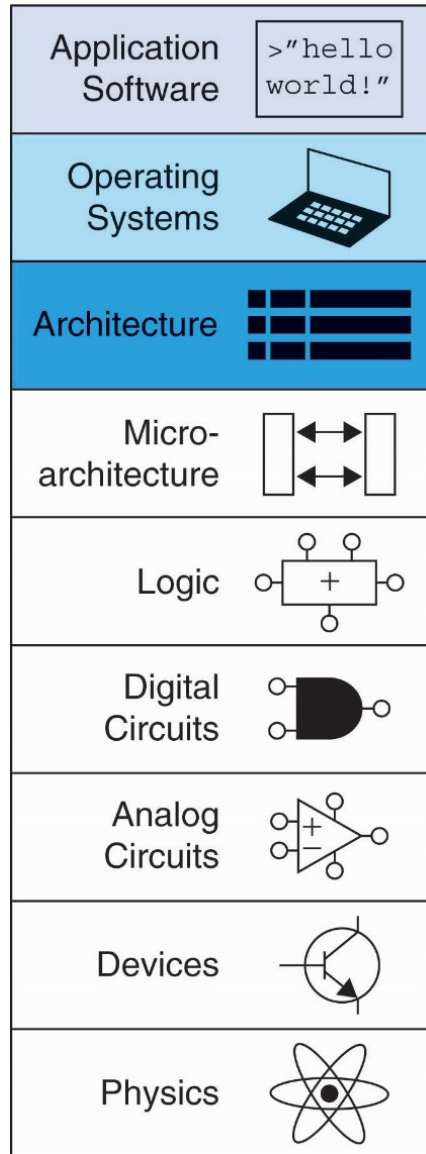 Application
Software
>”hello
world!”
Operating
Systems
Architecture
Micro-
architecture
Logic
+
Digital
Circuits
Analog
Circuits
+
−
Devices
Physics